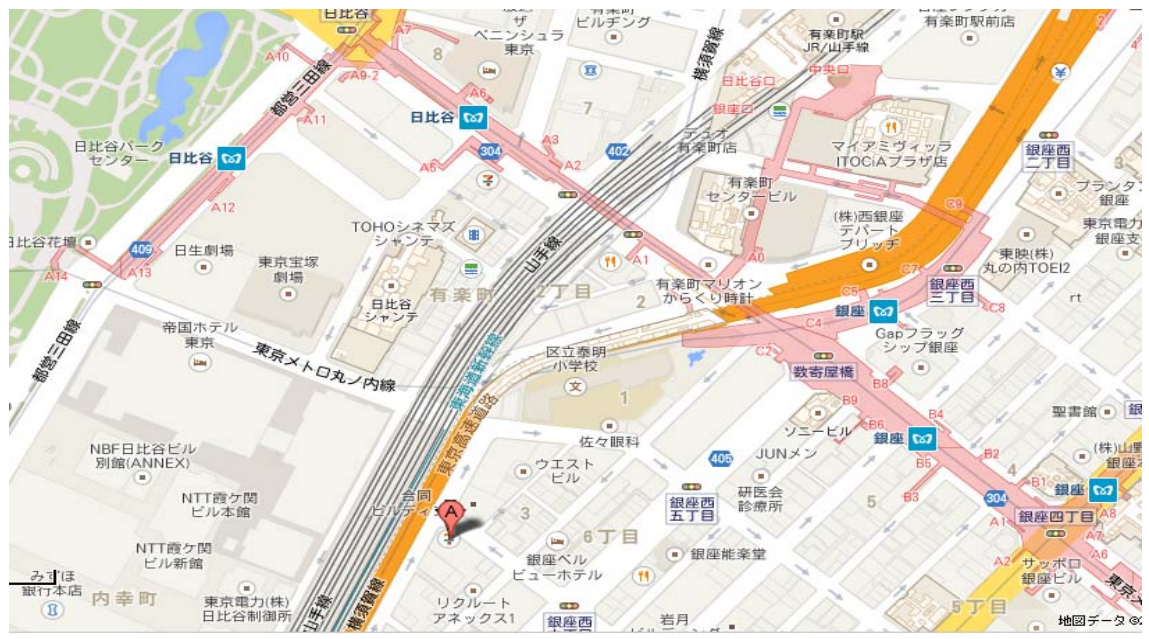 日比谷
ザ
ペニンシュラ
東京
有楽町
ビルヂング
有楽町駅
JR/山手線
有楽町駅前店
横須賀線
A7
A10
A9-2
8
都営三田線
A6
日比谷口
中央口
銀座口
7
日比谷
A11
304
A3
402
デュオ
有楽町店
マイアミヴィッラ
ITOCiAプラザ店
銀座西
二丁目
3
日比谷パーク
センター
日比谷
A5
A2
有楽町
センタービル
プランタン
銀座
A12
TOHOシネマズ
シャンテ
山手線
(株)西銀座
デパート
ブリッヂ
C9
東京電力
銀座支
日比谷花壇
409
日生劇場
東京宝塚
劇場
A14
A13
A1
A0
東映(株)
丸の内TOEI2
C7
銀座西
三丁目
有楽町マリオン
からくり時計
有楽町
2丁目
2
日比谷
シャンテ
C5
銀座
C4
C8
rt
帝国ホテル
東京
都営三田線
東京メトロ丸ノ内線
東海道新幹線
区立泰明
小学校
C2
数寄屋橋
Gapフラッグ
シップ銀座
B8
B9
1
B4
B6
ソニービル
聖書館
銀
東京高速道路
佐々眼科
銀座
NBF日比谷ビル
別館(ANNEX)
ウエスト
ビル
405
JUNメン
B5
B2
(株)山野
銀座
4
B1
研医会
診療所
B3
304
銀座
A8
NTT霞ケ関
ビル本館
合同
A
3
銀座西
五丁目
5
A1
銀座四丁目
A7
6丁目
NTT霞ケ関
ビル新館
銀座ベル
ビューホテル
銀座能楽堂
A2
A6
サッポロ
銀座ビル
みずほ
銀行本店
内幸町
東京電力(株)
日比谷制御所
山手線
横須賀線
リクルート
アネックス1
銀座西
岩月
5丁目
地図データ